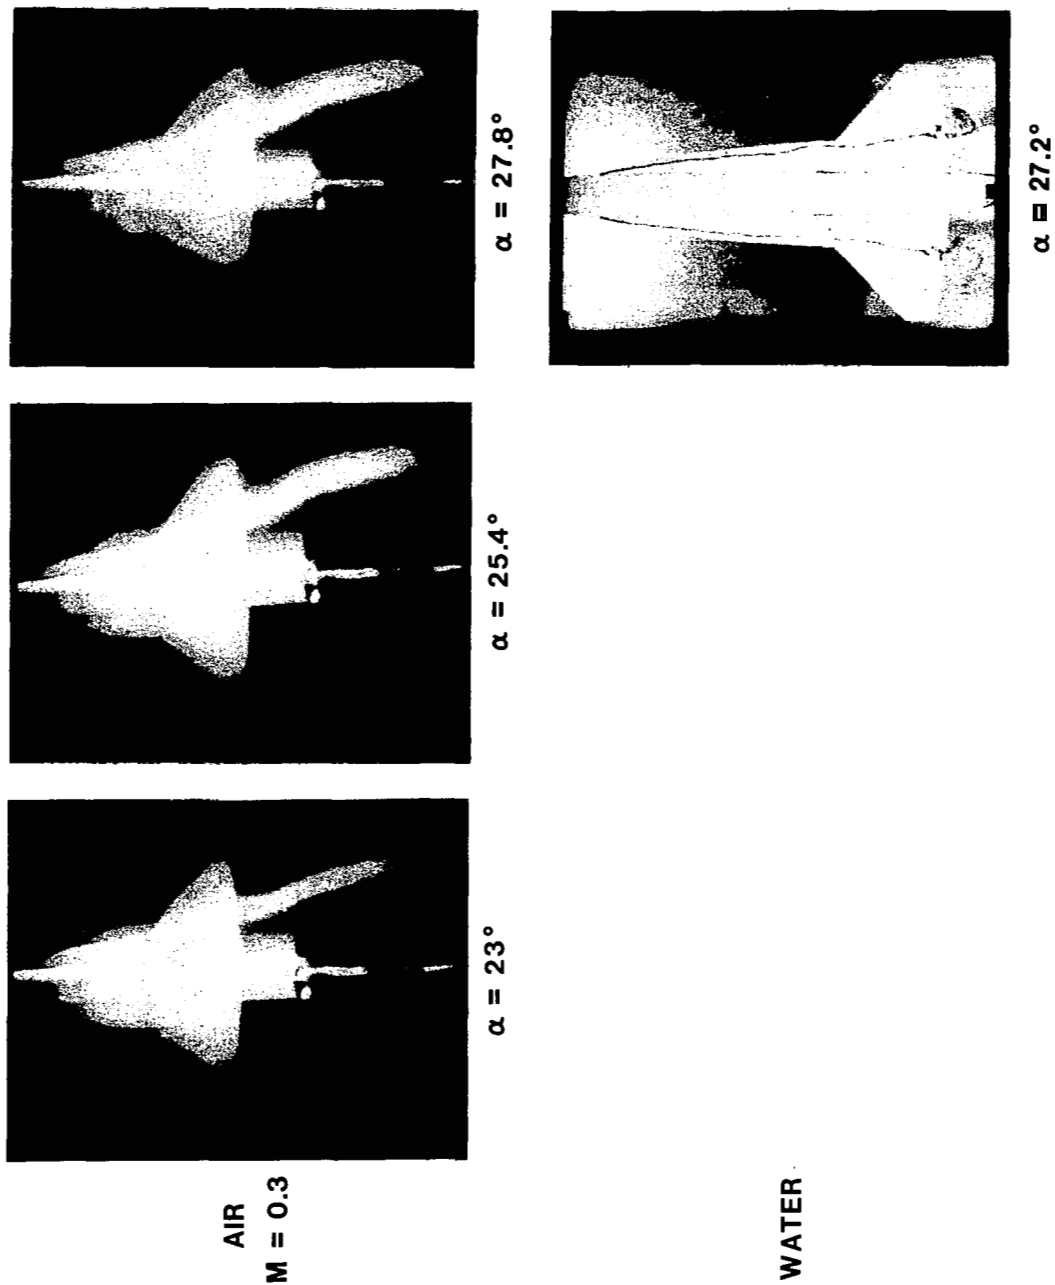 AIR
M = 0.3
α = 23°
α = 25.4°
α = 27.8°
WATER
α = 27.2°